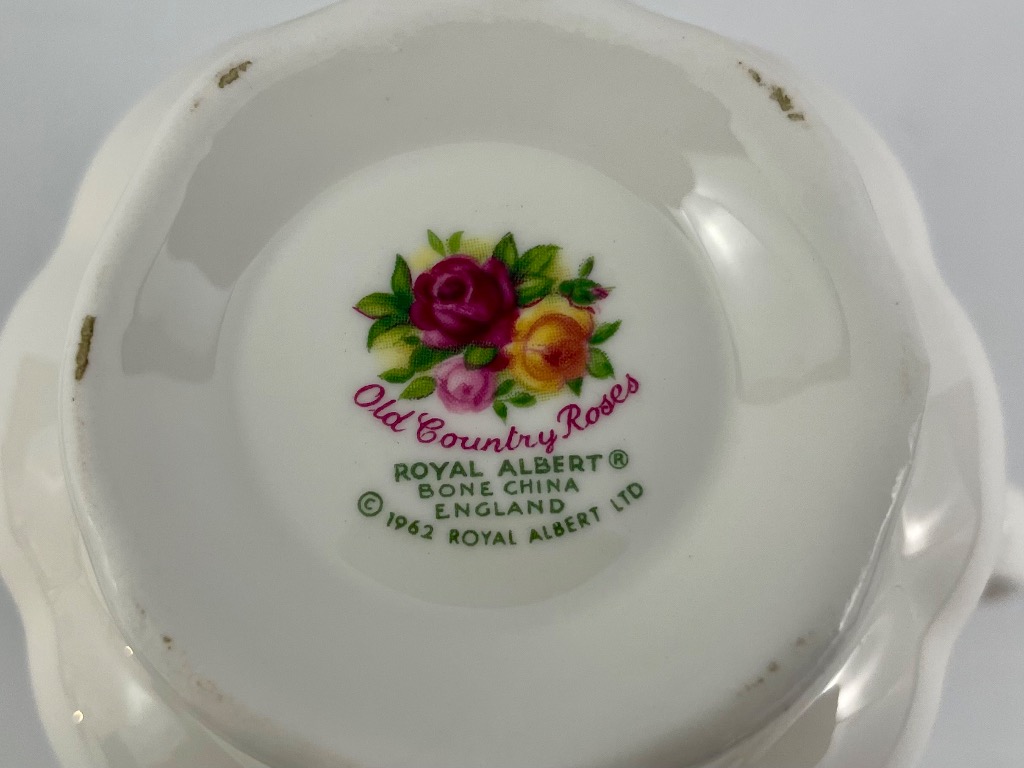 Old Country Roses
ROYAL ALBERT®
BONE CHINA
ENGLAND
© 1962 ROYAL ALBERT LTD